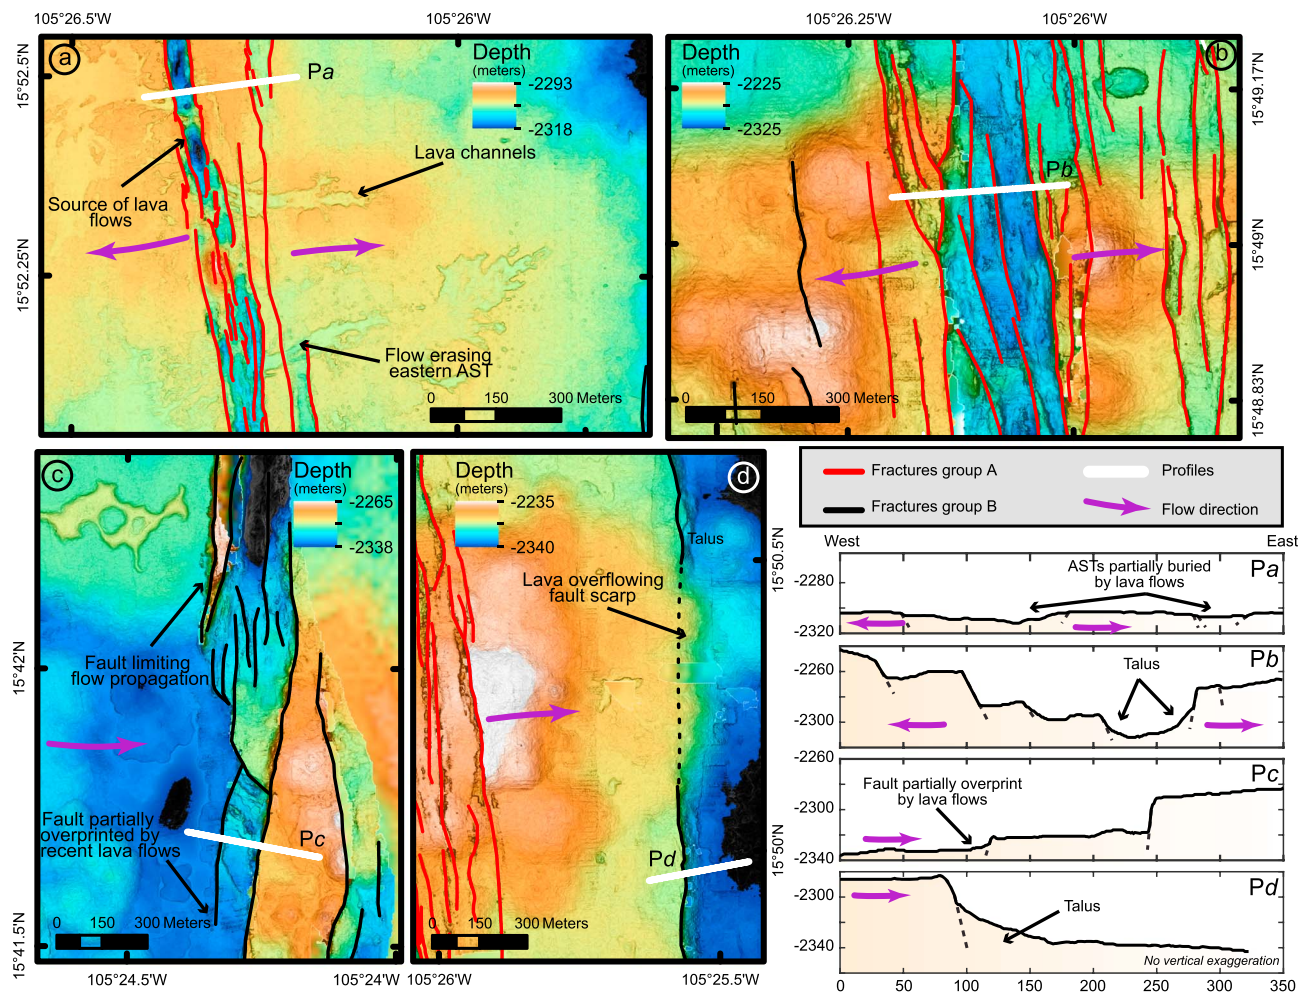 105°26.5'W
105°26'W
105°26.25'W
105°26'W
15°52.5'N
15°52.25'N
a
Pa
Depth
(meters)
-2293
-2318
Lava channels
Source of lava
flows
Flow erasing
eastern AST
0 150 300 Meters
b
Depth
(meters)
-2225
-2325
Pb
0 150 300 Meters
15°49.17'N
15°49'N
15°48.83'N
c
Depth
(meters)
-2265
-2338
Fault limiting
flow propagation
Fault partially
overprinted by
recent lava flows
Pc
0 150 300 Meters
15°42'N
15°41.5'N
105°24.5'W
105°24'W
d
Depth
(meters)
-2235
-2340
Talus
Lava overflowing
fault scarp
Pd
0 150 300 Meters
15°50.5'N
15°50'N
105°26'W
105°25.5'W
Fractures group A
Profiles
Fractures group B
Flow direction
West
East
ASTs partially buried
by lava flows
Pa
-2280
-2320
Pb
Talus
-2260
-2300
-2260
Pc
Fault partially overprint
by lava flows
-2300
-2340
Pd
-2300
Talus
-2340
No vertical exaggeration
0 50 100 150 200 250 300 350